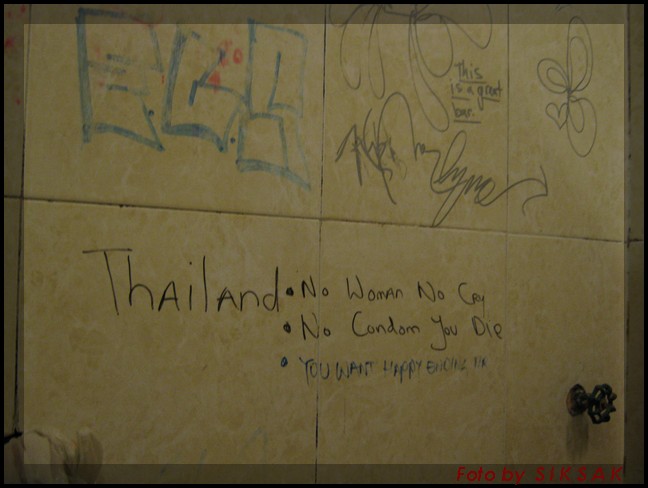 This
is a great
bar.
Thailand • No Woman No Cry
• No Condom You Die
• YOU WANT HAPPY ENDING
Foto by SIKSAK